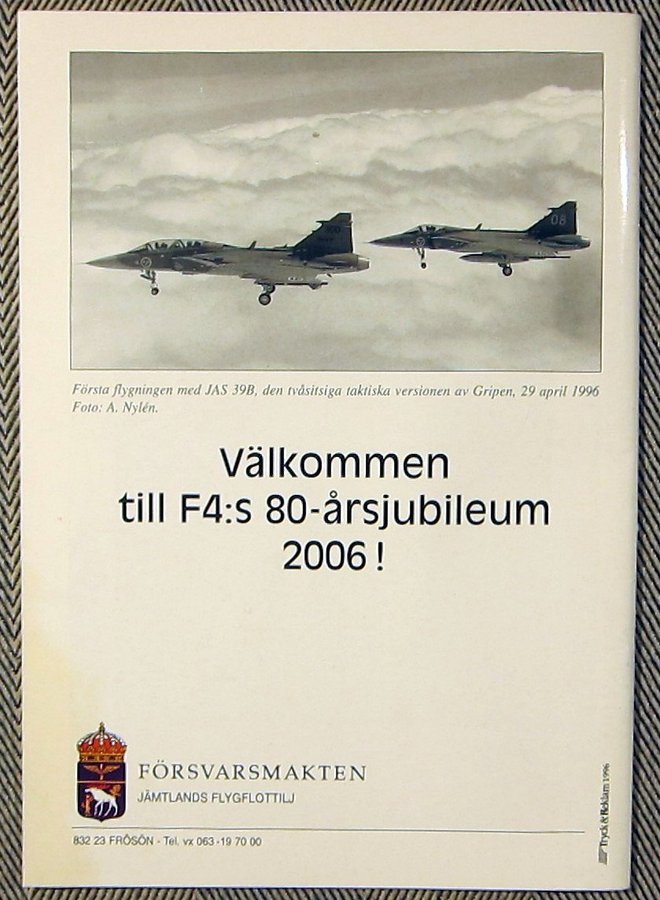 08
Första flygningen med JAS 39B, den tvåsitsiga taktiska versionen av Gripen, 29 april 1996
Foto: A. Nylén.
Välkommen
till F4:s 80-årsjubileum
2006!
FÖRSVARSMAKTEN
JÄMTLANDS FLYGFLOTTILJ
832 23 FRÖSÖN - Tel. vx 063-19 70 00
Tryck & Reklam 1996